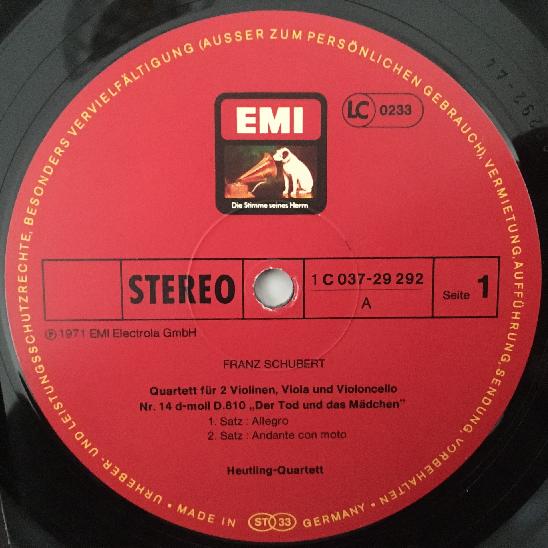 URHEBER- UND LEISTUNGSSCHUTZRECHTE, BESONDERS VERVIELFÄLTIGUNG (AUSSER ZUM PERSÖNLICHEN GEBRAUCH), VERMIETUNG, AUFFÜHRUNG, SENDUNG, VORBEHALTEN • MADE IN ST 33 GERMANY •
EMI
Die Stimme seines Herrn
LC 0233
STEREO
1 C 037-29 292
A
Seite 1
℗ 1971 EMI Electrola GmbH
FRANZ SCHUBERT
Quartett für 2 Violinen, Viola und Violoncello
Nr. 14 d-moll D.810 „Der Tod und das Mädchen”
1. Satz : Allegro
2. Satz : Andante con moto
Heutling-Quartett